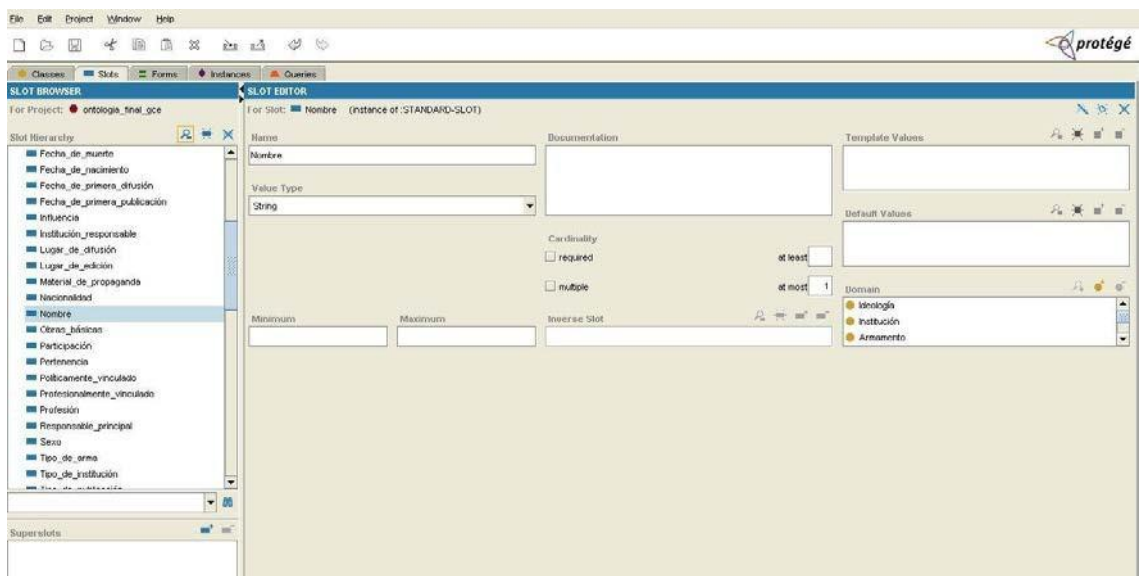 File Edit Project Window Help
protégé
Classes Slots Forms Instances Queries
SLOT BROWSER
SLOT EDITOR
For Project: ontologia_final_gce
For Slot: Nombre (instance of :STANDARD-SLOT)
Slot Hierarchy
Fecha_de_muerte
Fecha_de_nacimiento
Fecha_de_primera_difusión
Fecha_de_primera_publicación
Influencia
Institución_responsable
Lugar_de_difusión
Lugar_de_edición
Material_de_propaganda
Nacionalidad
Nombre
Obras_básicas
Participación
Pertenencia
Políticamente_vinculado
Profesionalmente_vinculado
Profesión
Responsable_principal
Sexo
Tipo_de_arma
Tipo_de_institución
Superslots
Name
Nombre
Value Type
String
Documentation
Cardinality
required at least
multiple at most 1
Minimum Maximum Inverse Slot
Template Values
Default Values
Domain
Ideología
Institución
Armamento